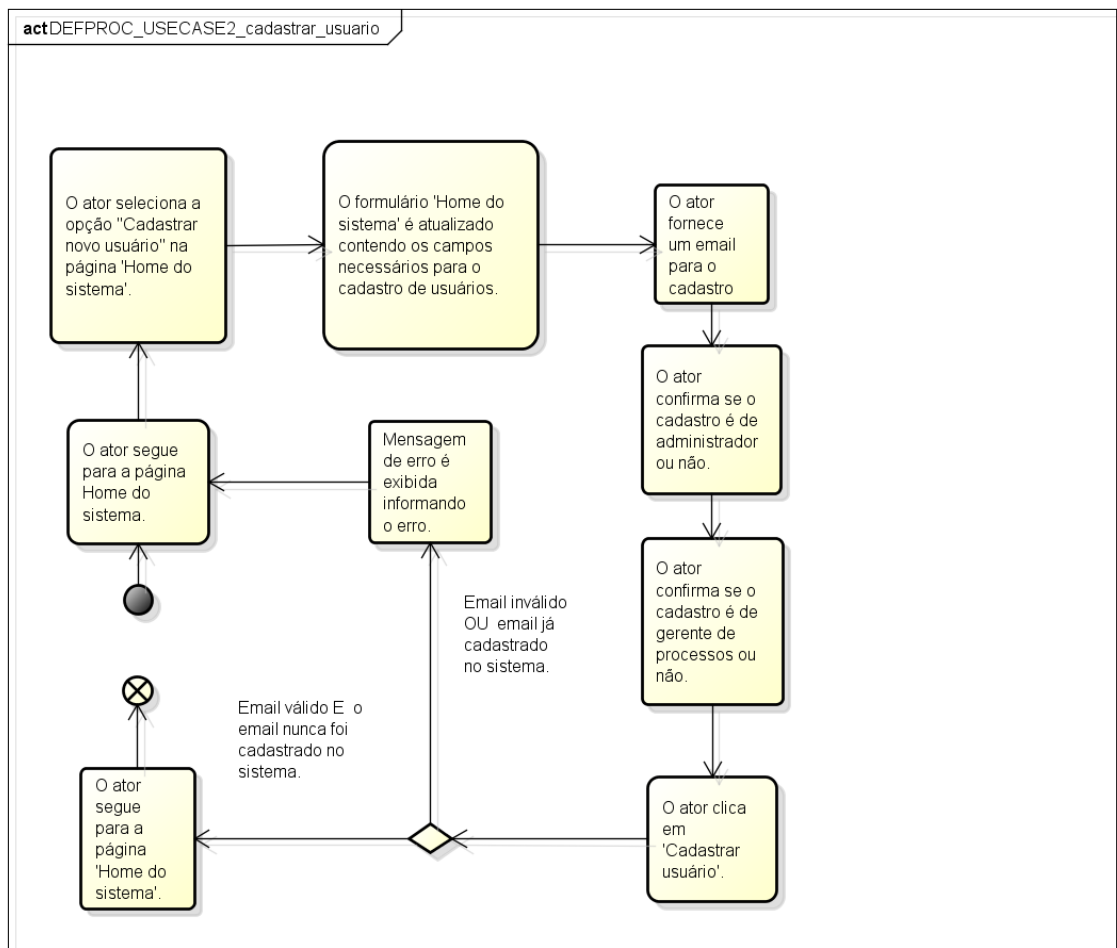 act DEFPROC_USECASE2_cadastrar_usuario
O ator seleciona a
opção "Cadastrar
novo usuário" na
página 'Home do
sistema'.
O formulário 'Home do
sistema' é atualizado
contendo os campos
necessários para o
cadastro de usuários.
O ator
fornece
um email
para o
cadastro
O ator
confirma se o
cadastro é de
administrador
ou não.
O ator segue
para a página
Home do
sistema.
Mensagem
de erro é
exibida
informando
o erro.
O ator
confirma se o
cadastro é de
gerente de
processos ou
não.
Email inválido
OU email já
cadastrado
no sistema.
Email válido E o
email nunca foi
cadastrado no
sistema.
O ator
segue
para a
página
'Home do
sistema'.
O ator clica
em
'Cadastrar
usuário'.